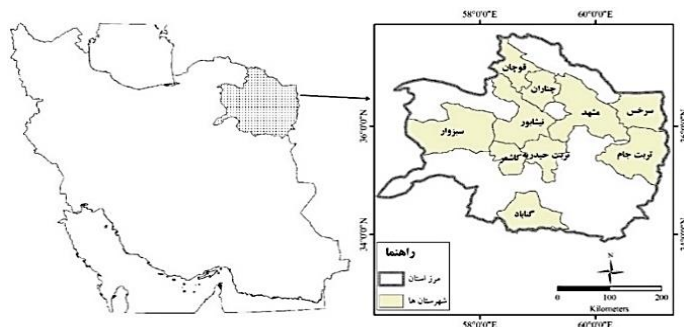 58°0'0"E
60°0'0"E
قوچان
چناران
سرخس
مشهد
نیشابور
سبزوار
36°0'0"N
تربت جام
تربت حیدریه
کاشمر
گناباد
34°0'0"N
راهنما
مرز استان
شهرستان ها
N
0
100
200
Kilometers
58°0'0"E
60°0'0"E